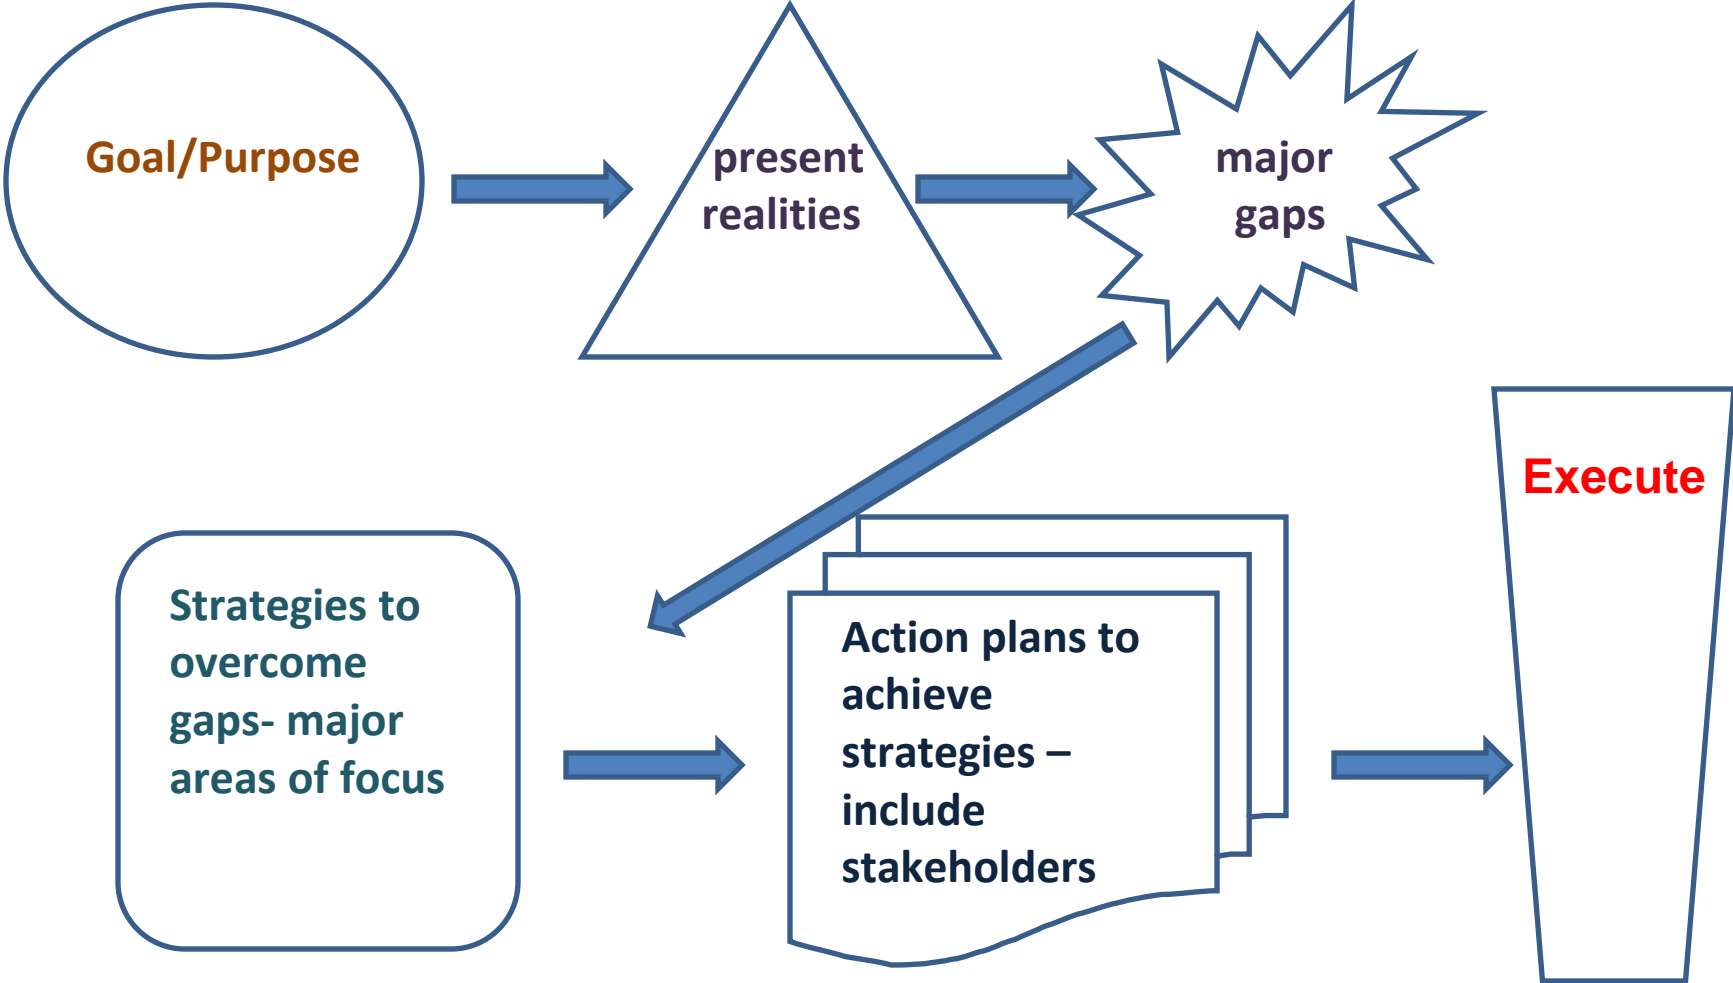 Goal/Purpose
present
realities
major
gaps
Execute
Strategies to
overcome
gaps- major
areas of focus
Action plans to
achieve
strategies –
include
stakeholders